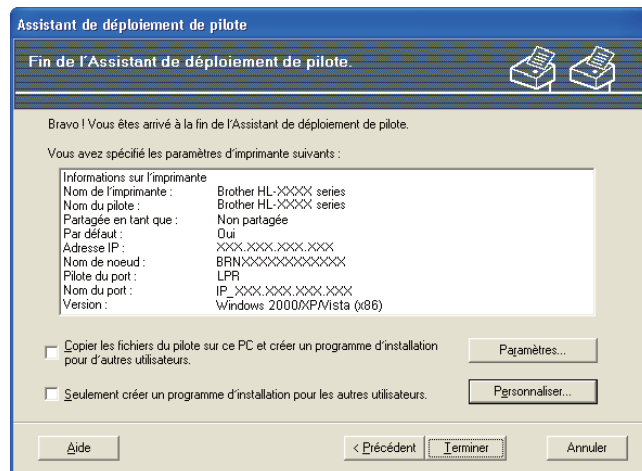 Assistant de déploiement de pilote
Fin de l'Assistant de déploiement de pilote.
Bravo ! Vous êtes arrivé à la fin de l'Assistant de déploiement de pilote.
Vous avez spécifié les paramètres d'imprimante suivants :
Informations sur l'imprimante
Nom de l'imprimante : Brother HL-XXXX series
Nom du pilote : Brother HL-XXXX series
Partagée en tant que : Non partagée
Par défaut : Oui
Adresse IP : XXX.XXX.XXX.XXX
Nom de noeud : BRNXXXXXXXXXXXX
Pilote du port : LPR
Nom du port : IP_XXX.XXX.XXX.XXX
Version : Windows 2000/XP/Vista (x86)
Copier les fichiers du pilote sur ce PC et créer un programme d'installation
pour d'autres utilisateurs.
Paramètres...
Seulement créer un programme d'installation pour les autres utilisateurs.
Personnaliser...
Aide
< Précédent
Terminer
Annuler